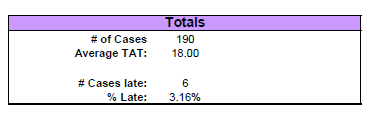 Totals
# of Cases 190
Average TAT: 18.00
# Cases late: 6
% Late: 3.16%